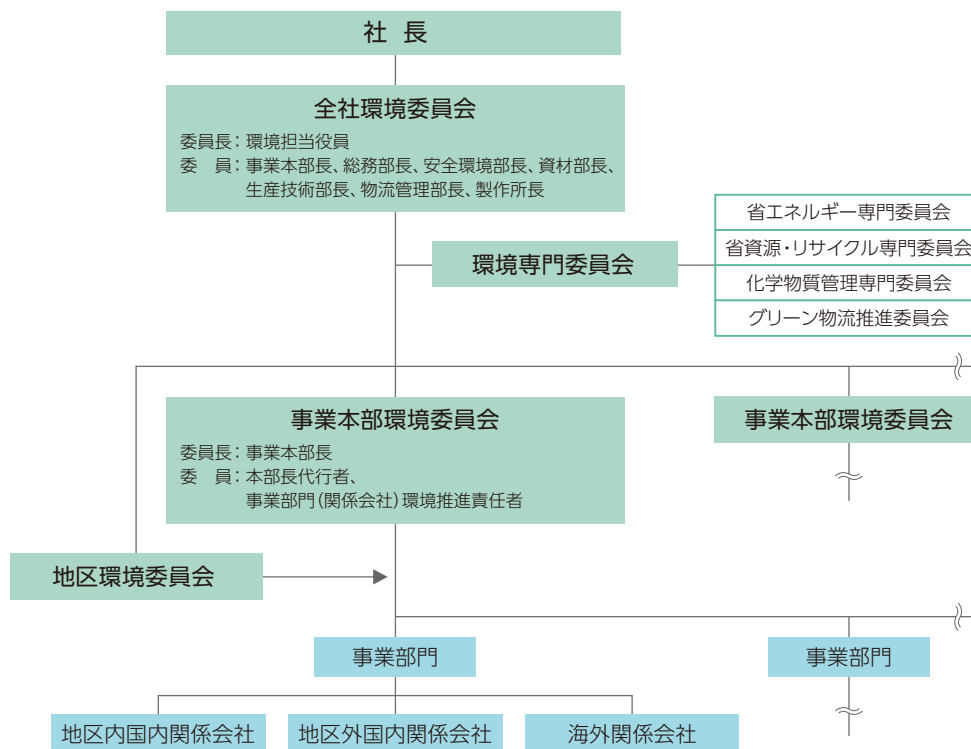 社 長
全社環境委員会
委員長：環境担当役員
委　員：事業本部長、総務部長、安全環境部長、資材部長、
生産技術部長、物流管理部長、製作所長
環境専門委員会
省エネルギー専門委員会
省資源・リサイクル専門委員会
化学物質管理専門委員会
グリーン物流推進委員会
事業本部環境委員会
委員長：事業本部長
委　員：本部長代行者、
事業部門（関係会社）環境推進責任者
事業本部環境委員会
地区環境委員会
事業部門
事業部門
地区内国内関係会社
地区外国内関係会社
海外関係会社